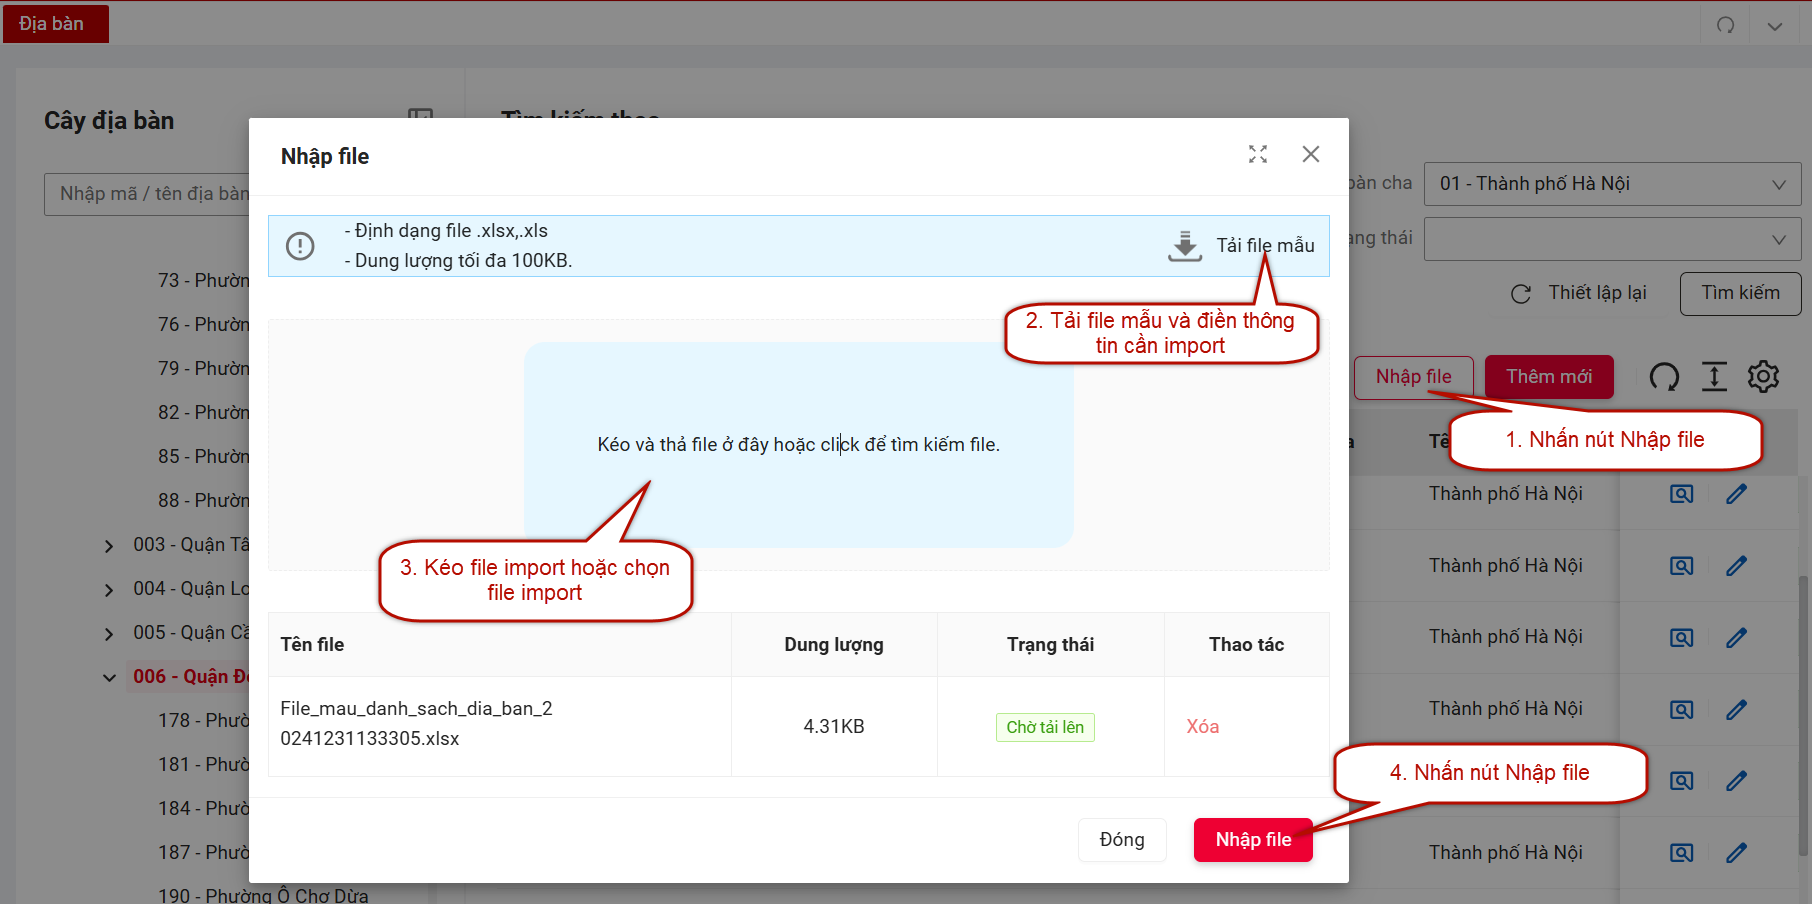 Địa bàn
Cây địa bàn
Nhập mã / tên địa bàn
73 - Phườn
76 - Phườn
79 - Phườn
82 - Phườn
85 - Phườn
88 - Phườn
003 - Quận Tâ
004 - Quận Lo
005 - Quận Cầ
006 - Quận Đố
178 - Phườ
181 - Phườ
184 - Phườ
187 - Phườ
190 - Phường Ô Chợ Dừa
Tìm kiếm theo
bàn cha
01 - Thành phố Hà Nội
ang thái
Thiết lập lại
Tìm kiếm
Nhập file
Thêm mới
1. Nhấn nút Nhập file
Thành phố Hà Nội
Thành phố Hà Nội
Thành phố Hà Nội
Thành phố Hà Nội
Thành phố Hà Nội
Nhập file
- Định dạng file .xlsx,.xls
- Dung lượng tối đa 100KB.
Tải file mẫu
2. Tải file mẫu và điền thông
tin cần import
Kéo và thả file ở đây hoặc click để tìm kiếm file.
3. Kéo file import hoặc chọn
file import
Tên file
Dung lượng
Trạng thái
Thao tác
File_mau_danh_sach_dia_ban_2
0241231133305.xlsx
4.31KB
Chờ tải lên
Xóa
4. Nhấn nút Nhập file
Đóng
Nhập file